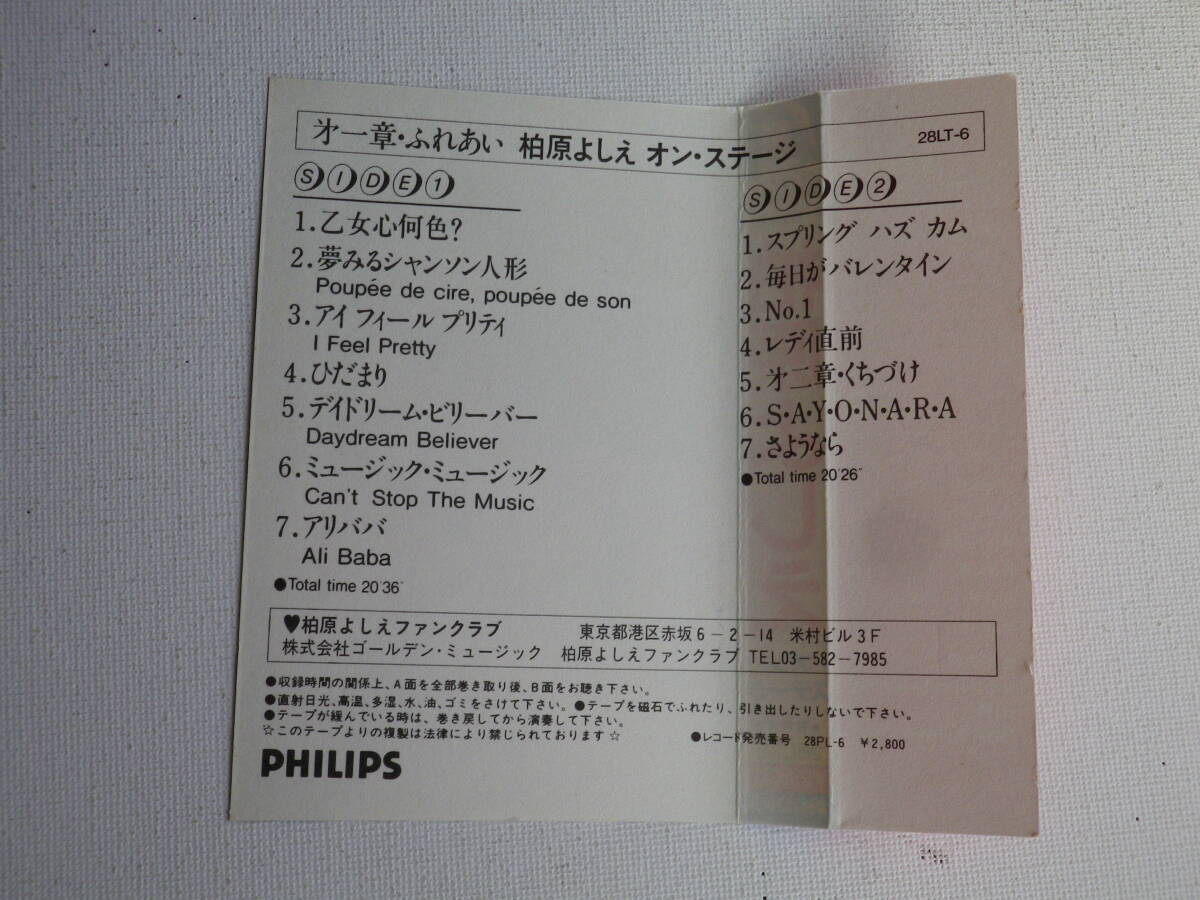 才一章・ふれあい 柏原よしえ オン・ステージ 28LT-6
SIDE1
1.乙女心何色?
2.夢みるシャンソン人形
Poupée de cire, poupée de son
3.アイ フィール プリティ
I Feel Pretty
4.ひだまり
5.デイドリーム・ビリーバー
Daydream Believer
6.ミュージック・ミュージック
Can't Stop The Music
7.アリババ
Ali Baba
●Total time 20'36"
SIDE2
1.スプリング ハズ カム
2.毎日がバレンタイン
3.No.1
4.レディ直前
5.才二章・くちづけ
6.S・A・Y・O・N・A・R・A
7.さようなら
●Total time 20'26"
♥柏原よしえファンクラブ 東京都港区赤坂6-2-14 米村ビル3F
株式会社ゴールデン・ミュージック 柏原よしえファンクラブ TEL03-582-7985
●収録時間の関係上、A面を全部巻き取り後、B面をお聴き下さい。
●直射日光、高温、多湿、水、油、ゴミをさけて下さい。●テープを磁石でふれたり、引き出したりしないで下さい。
●テープが緩んでいる時は、巻き戻してから演奏して下さい。
☆このテープよりの複製は法律により禁じられております☆ ●レコード発売番号 28PL-6 ¥2,800
PHILIPS